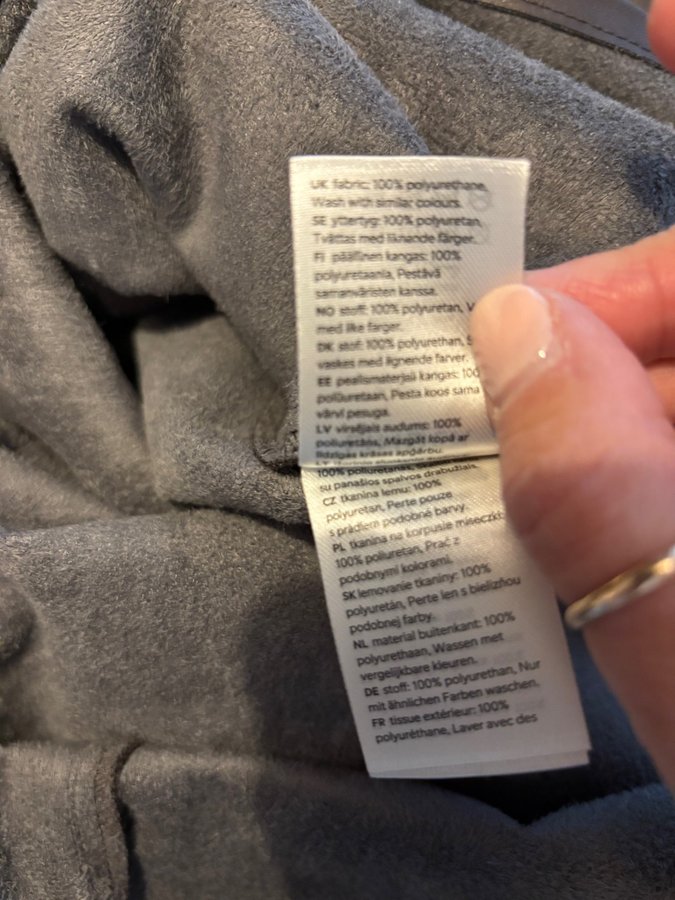 UK fabric: 100% polyurethane,
Wash with similar colours.
SE yttertyg: 100% polyuretan,
Tvättas med liknande färger.
FI päällinen kangas: 100%
polyuretaania, Pestävä
samanväristen kanssa.
NO stoff: 100% polyuretan, V
med like farger.
DK stof: 100% polyurethan, S
vaskes med lignende farver.
EE pealismaterjali kangas: 100
polüuretaan, Pesta koos sama
värvi pesuga.
LV virsējais audums: 100%
poliuretāns, Mazgāt kopā ar
līdzīgas krāsas apģērbu.
100% poliuretanas,
su panašios spalvos drabužiais.
CZ tkanina lemu: 100%
polyuretan, Perte pouze
s prádlem podobné barvy.
PL tkanina na korpusie miseczki:
100% poliuretan, Prać z
podobnymi kolorami.
SK lemovanie tkaniny: 100%
polyuretán, Perte len s bielizňou
podobnej farby.
NL material buitenkant: 100%
polyurethaan, Wassen met
vergelijkbare kleuren.
DE stoff: 100% polyurethan, Nur
mit ähnlichen Farben waschen.
FR tissue extérieur: 100%
polyuréthane, Laver avec des